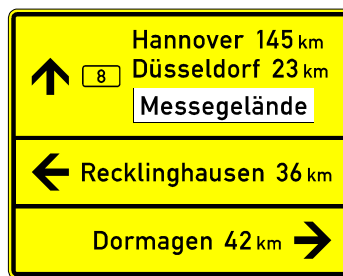 Hannover 145 km
8 Düsseldorf 23 km
Messegelände
Recklinghausen 36 km
Dormagen 42 km